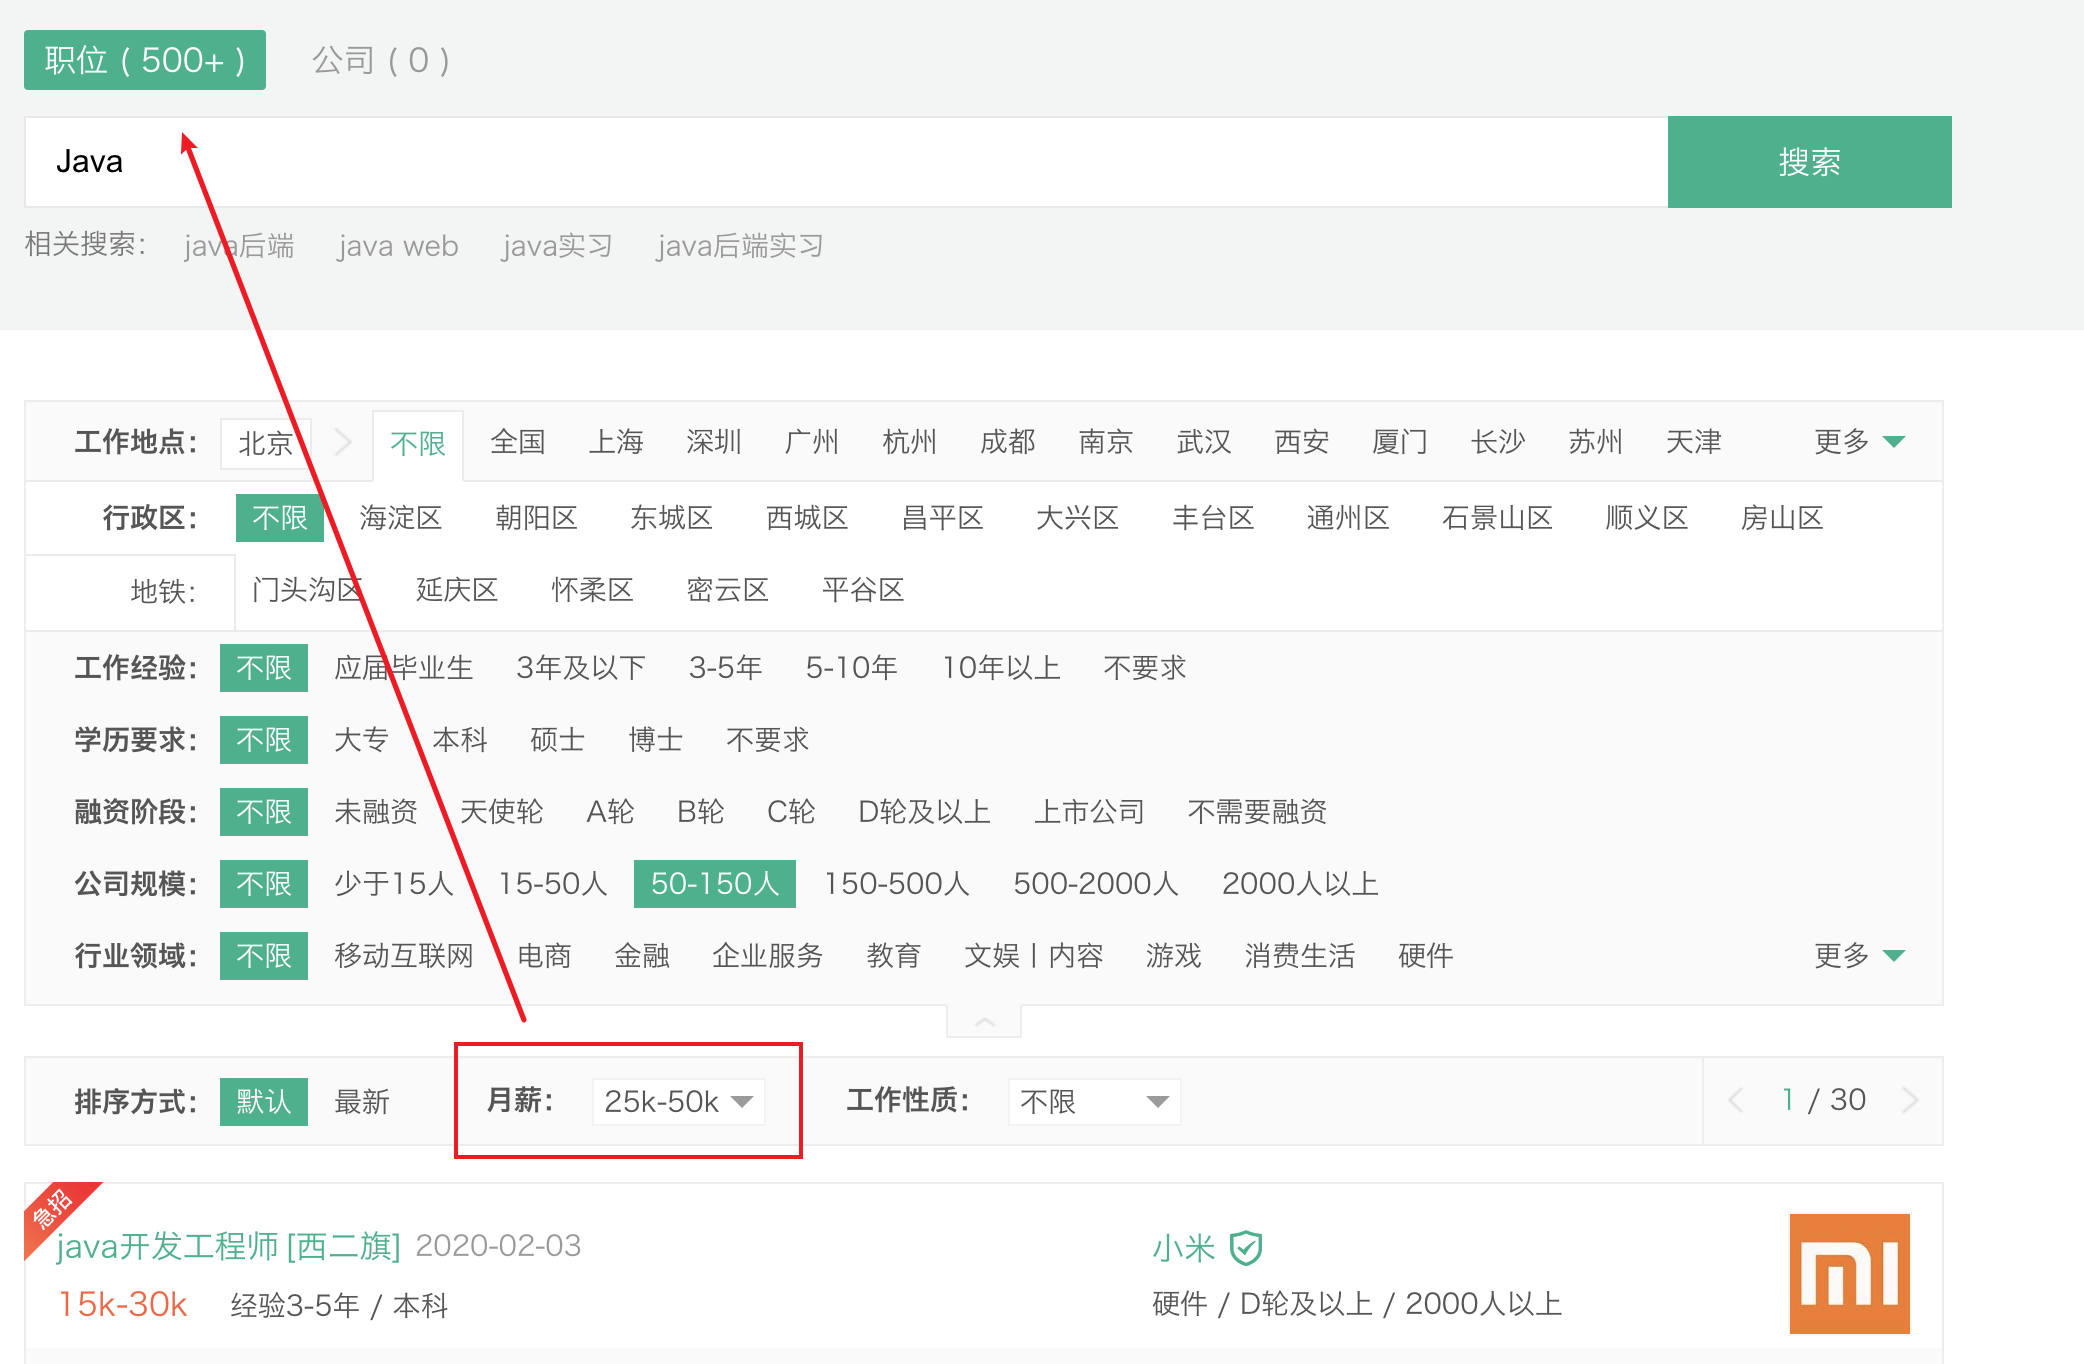 职位 ( 500+ ) 公司 ( 0 )
Java 搜索
相关搜索： java后端 java web java实习 java后端实习
工作地点： 北京 不限 全国 上海 深圳 广州 杭州 成都 南京 武汉 西安 厦门 长沙 苏州 天津 更多
行政区： 不限 海淀区 朝阳区 东城区 西城区 昌平区 大兴区 丰台区 通州区 石景山区 顺义区 房山区
地铁： 门头沟区 延庆区 怀柔区 密云区 平谷区
工作经验： 不限 应届毕业生 3年及以下 3-5年 5-10年 10年以上 不要求
学历要求： 不限 大专 本科 硕士 博士 不要求
融资阶段： 不限 未融资 天使轮 A轮 B轮 C轮 D轮及以上 上市公司 不需要融资
公司规模： 不限 少于15人 15-50人 50-150人 150-500人 500-2000人 2000人以上
行业领域： 不限 移动互联网 电商 金融 企业服务 教育 文娱丨内容 游戏 消费生活 硬件 更多
排序方式： 默认 最新 月薪： 25k-50k 工作性质： 不限 1 / 30
急招
java开发工程师 [西二旗] 2020-02-03 小米
15k-30k 经验3-5年 / 本科 硬件 / D轮及以上 / 2000人以上
mi